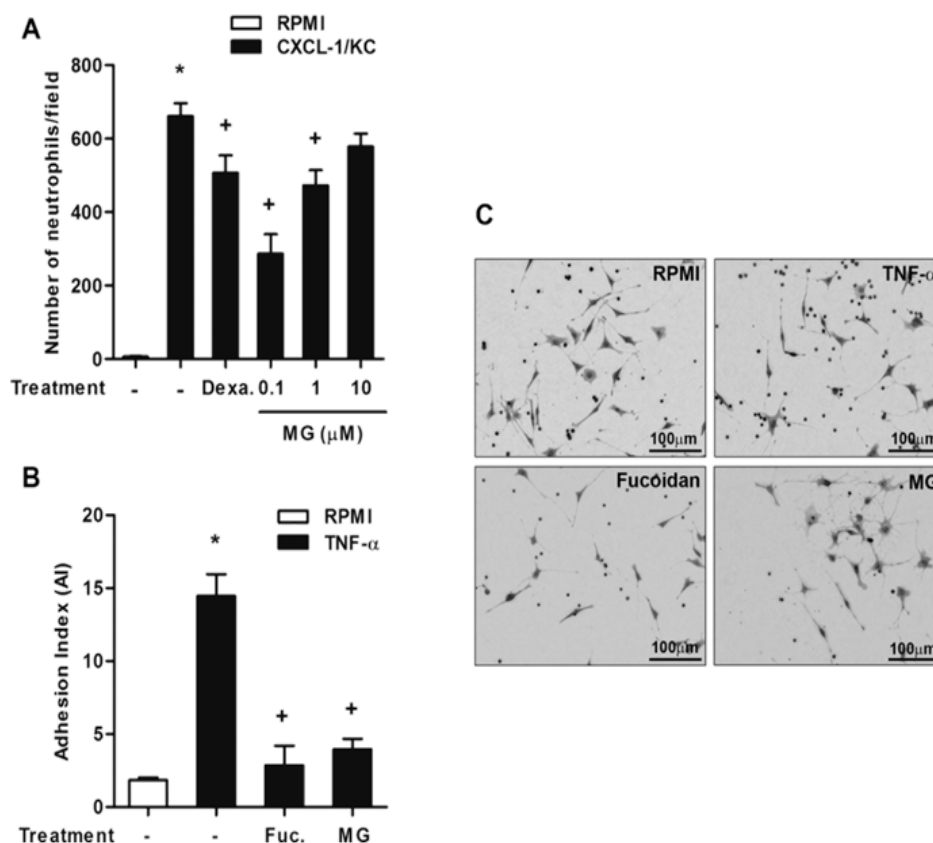 A
RPMI
CXCL-1/KC
Number of neutrophils/field
800
600
400
200
0
*
+
+
+
Treatment - - Dexa. 0.1 1 10
MG (μM)
B
RPMI
TNF-α
Adhesion Index (AI)
20
15
10
5
0
*
+
+
Treatment - - Fuc. MG
C
RPMI
100μm
TNF-α
100μm
Fucoidan
100μm
MG
100μm